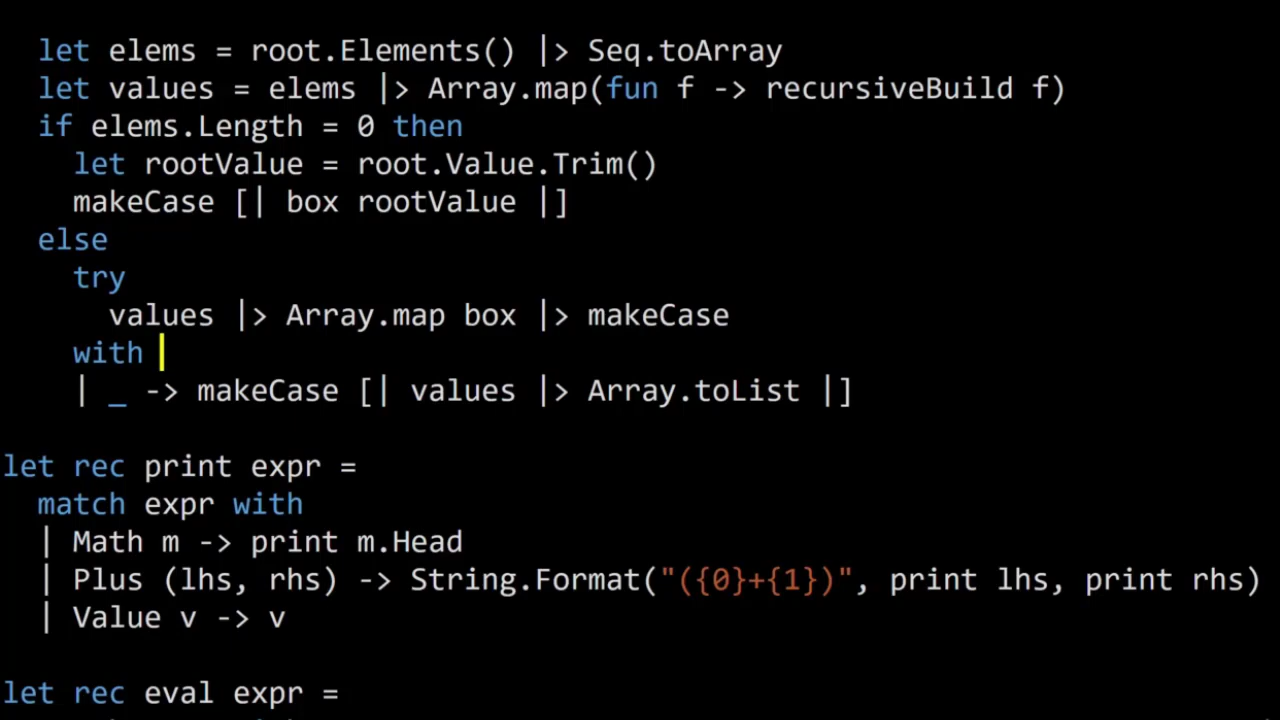 let elems = root.Elements() |> Seq.toArray
let values = elems |> Array.map(fun f -> recursiveBuild f)
if elems.Length = 0 then
let rootValue = root.Value.Trim()
makeCase [| box rootValue |]
else
try
values |> Array.map box |> makeCase
with
| _ -> makeCase [| values |> Array.toList |]
let rec print expr =
match expr with
| Math m -> print m.Head
| Plus (lhs, rhs) -> String.Format("({0}+{1})", print lhs, print rhs)
| Value v -> v
let rec eval expr =